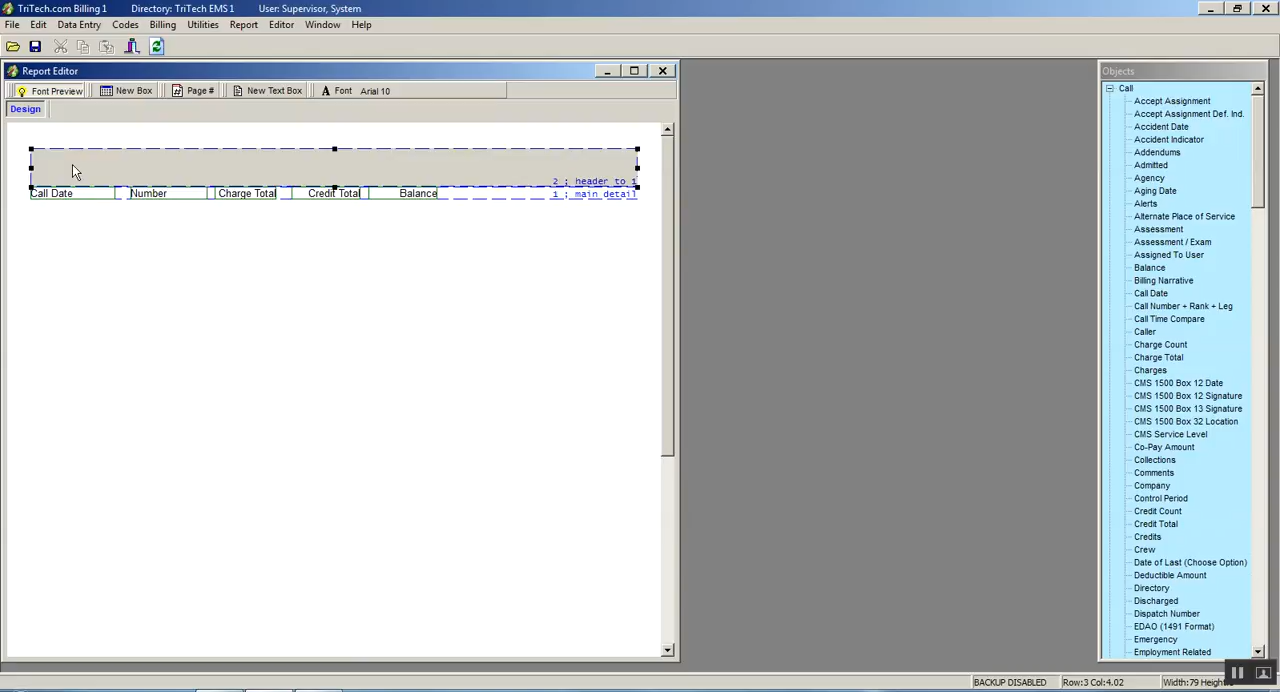 TriTech.com Billing 1 Directory: TriTech EMS 1 User: Supervisor, System
File Edit Data Entry Codes Billing Utilities Report Editor Window Help
Report Editor
Font Preview New Box Page # New Text Box Font Arial 10
Design
2 : header to 1
Call Date Number Charge Total Credit Total Balance 1 : main detail
Objects
Call
Accept Assignment
Accept Assignment Def. Ind.
Accident Date
Accident Indicator
Addendums
Admitted
Agency
Aging Date
Alerts
Alternate Place of Service
Assessment
Assessment / Exam
Assigned To User
Balance
Billing Narrative
Call Date
Call Number + Rank + Leg
Call Time Compare
Caller
Charge Count
Charge Total
Charges
CMS 1500 Box 12 Date
CMS 1500 Box 12 Signature
CMS 1500 Box 13 Signature
CMS 1500 Box 32 Location
CMS Service Level
Co-Pay Amount
Collections
Comments
Company
Control Period
Credit Count
Credit Total
Credits
Crew
Date of Last (Choose Option)
Deductible Amount
Directory
Discharged
Dispatch Number
EDAO (1491 Format)
Emergency
Employment Related
BACKUP DISABLED Row:3 Col:4.02 Width:79 Height: